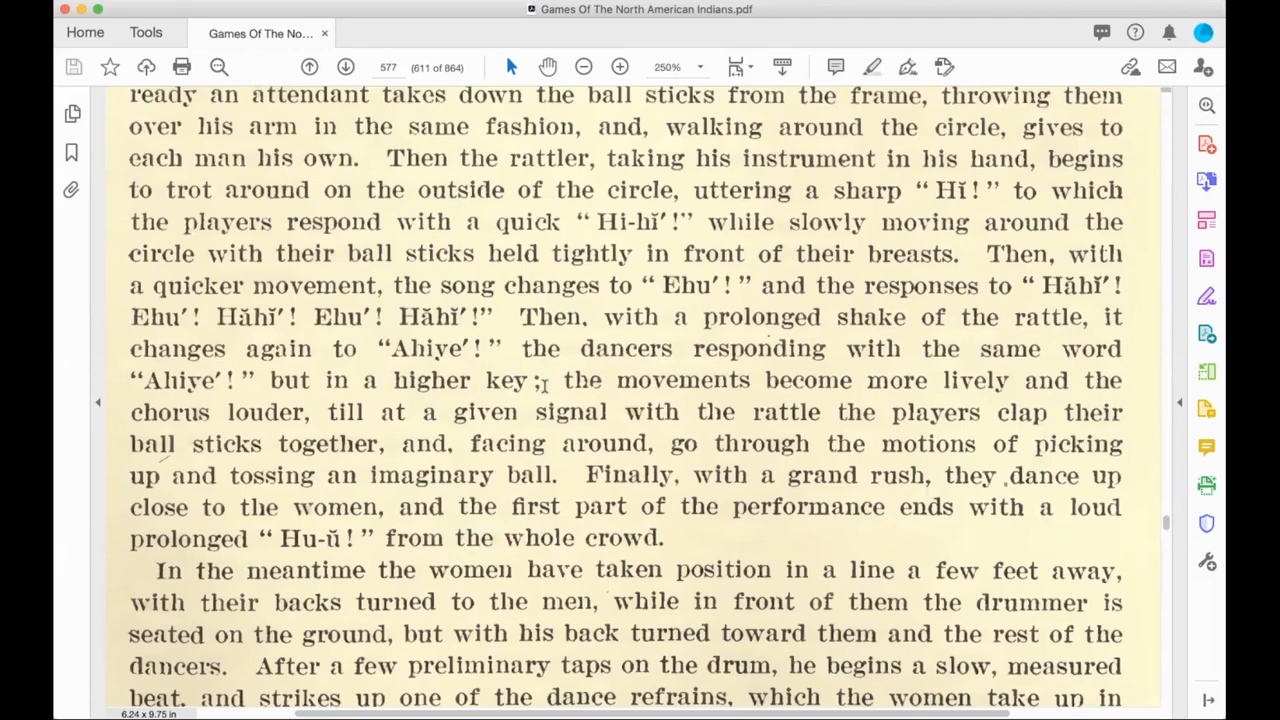 Games Of The North American Indians.pdf
Home
Tools
Games Of The No...
577
(611 of 864)
250%
ready an attendant takes down the ball sticks from the frame, throwing them
over his arm in the same fashion, and, walking around the circle, gives to
each man his own. Then the rattler, taking his instrument in his hand, begins
to trot around on the outside of the circle, uttering a sharp “Hĭ!” to which
the players respond with a quick “Hi-hĭ′!” while slowly moving around the
circle with their ball sticks held tightly in front of their breasts. Then, with
a quicker movement, the song changes to “Ehu′!” and the responses to “Hăhĭ′!
Ehu′! Hăhĭ′! Ehu′! Hăhĭ′!” Then, with a prolonged shake of the rattle, it
changes again to “Ahiye′!” the dancers responding with the same word
“Ahiye′!” but in a higher key; the movements become more lively and the
chorus louder, till at a given signal with the rattle the players clap their
ball sticks together, and, facing around, go through the motions of picking
up and tossing an imaginary ball. Finally, with a grand rush, they dance up
close to the women, and the first part of the performance ends with a loud
prolonged “Hu-ŭ!” from the whole crowd.
In the meantime the women have taken position in a line a few feet away,
with their backs turned to the men, while in front of them the drummer is
seated on the ground, but with his back turned toward them and the rest of the
dancers. After a few preliminary taps on the drum, he begins a slow, measured
beat, and strikes up one of the dance refrains, which the women take up in
6.24 x 9.75 in